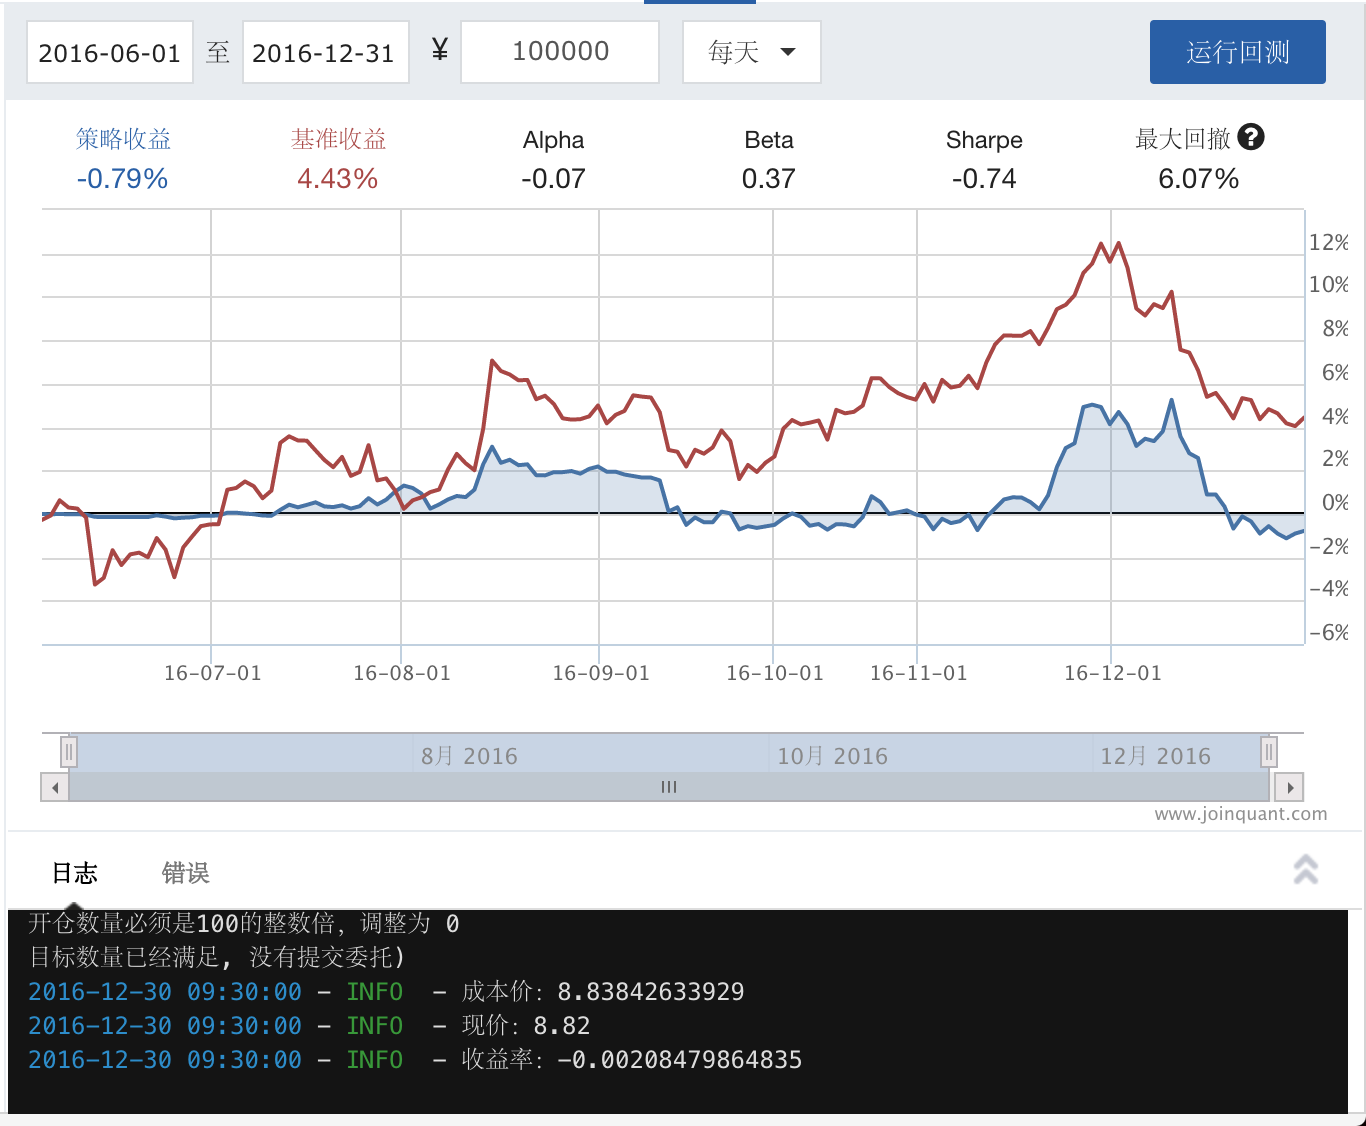 2016-06-01 至 2016-12-31 ¥ 100000 每天 运行回测
策略收益 基准收益 Alpha Beta Sharpe 最大回撤 ?
-0.79% 4.43% -0.07 0.37 -0.74 6.07%
12%
10%
8%
6%
4%
2%
0%
-2%
-4%
-6%
16-07-01 16-08-01 16-09-01 16-10-01 16-11-01 16-12-01
8月 2016 10月 2016 12月 2016
www.joinquant.com
日志 错误
开仓数量必须是100的整数倍，调整为 0
目标数量已经满足, 没有提交委托)
2016-12-30 09:30:00 - INFO - 成本价：8.83842633929
2016-12-30 09:30:00 - INFO - 现价：8.82
2016-12-30 09:30:00 - INFO - 收益率：-0.00208479864835